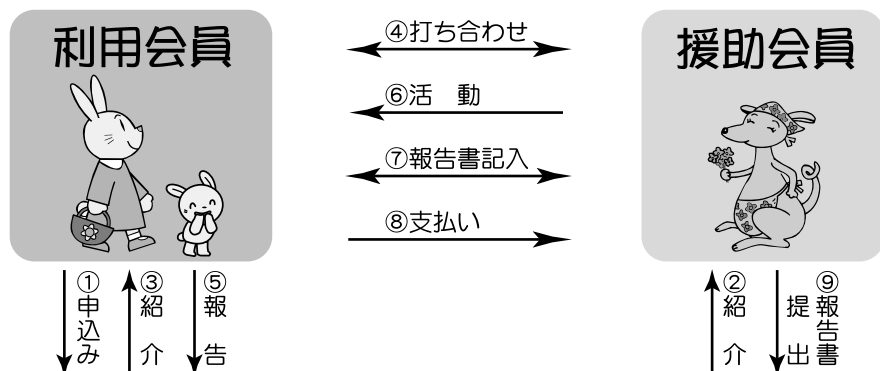 利用会員
援助会員
④打ち合わせ
⑥活　動
⑦報告書記入
⑧支払い
①申込み
③紹　介
⑤報　告
②紹　介
⑨報告書
提　出